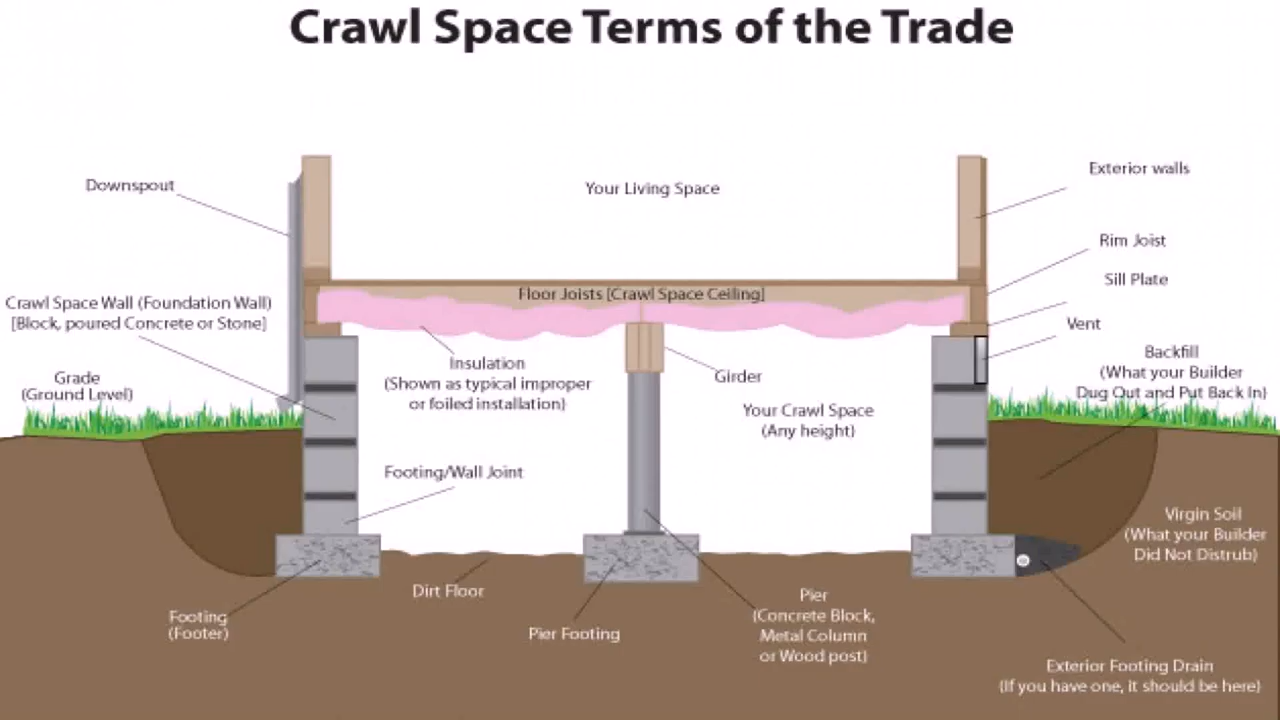 Crawl Space Terms of the Trade
Downspout
Your Living Space
Exterior walls
Rim Joist
Sill Plate
Floor Joists [Crawl Space Ceiling]
Crawl Space Wall (Foundation Wall)
[Block, poured Concrete or Stone]
Vent
Insulation
(Shown as typical improper
or foiled installation)
Girder
Backfill
(What your Builder
Dug Out and Put Back In)
Grade
(Ground Level)
Your Crawl Space
(Any height)
Footing/Wall Joint
Virgin Soil
(What your Builder
Did Not Distrub)
Dirt Floor
Footing
(Footer)
Pier Footing
Pier
(Concrete Block,
Metal Column
or Wood post)
Exterior Footing Drain
(If you have one, it should be here)